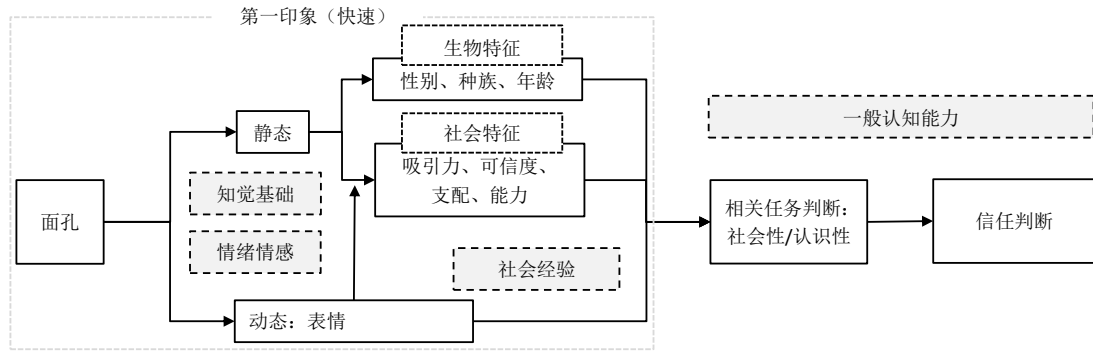 第一印象（快速）
生物特征
性别、种族、年龄
静态
社会特征
吸引力、可信度、
支配、能力
一般认知能力
面孔
知觉基础
情绪情感
社会经验
相关任务判断：
社会性/认识性
信任判断
动态：表情